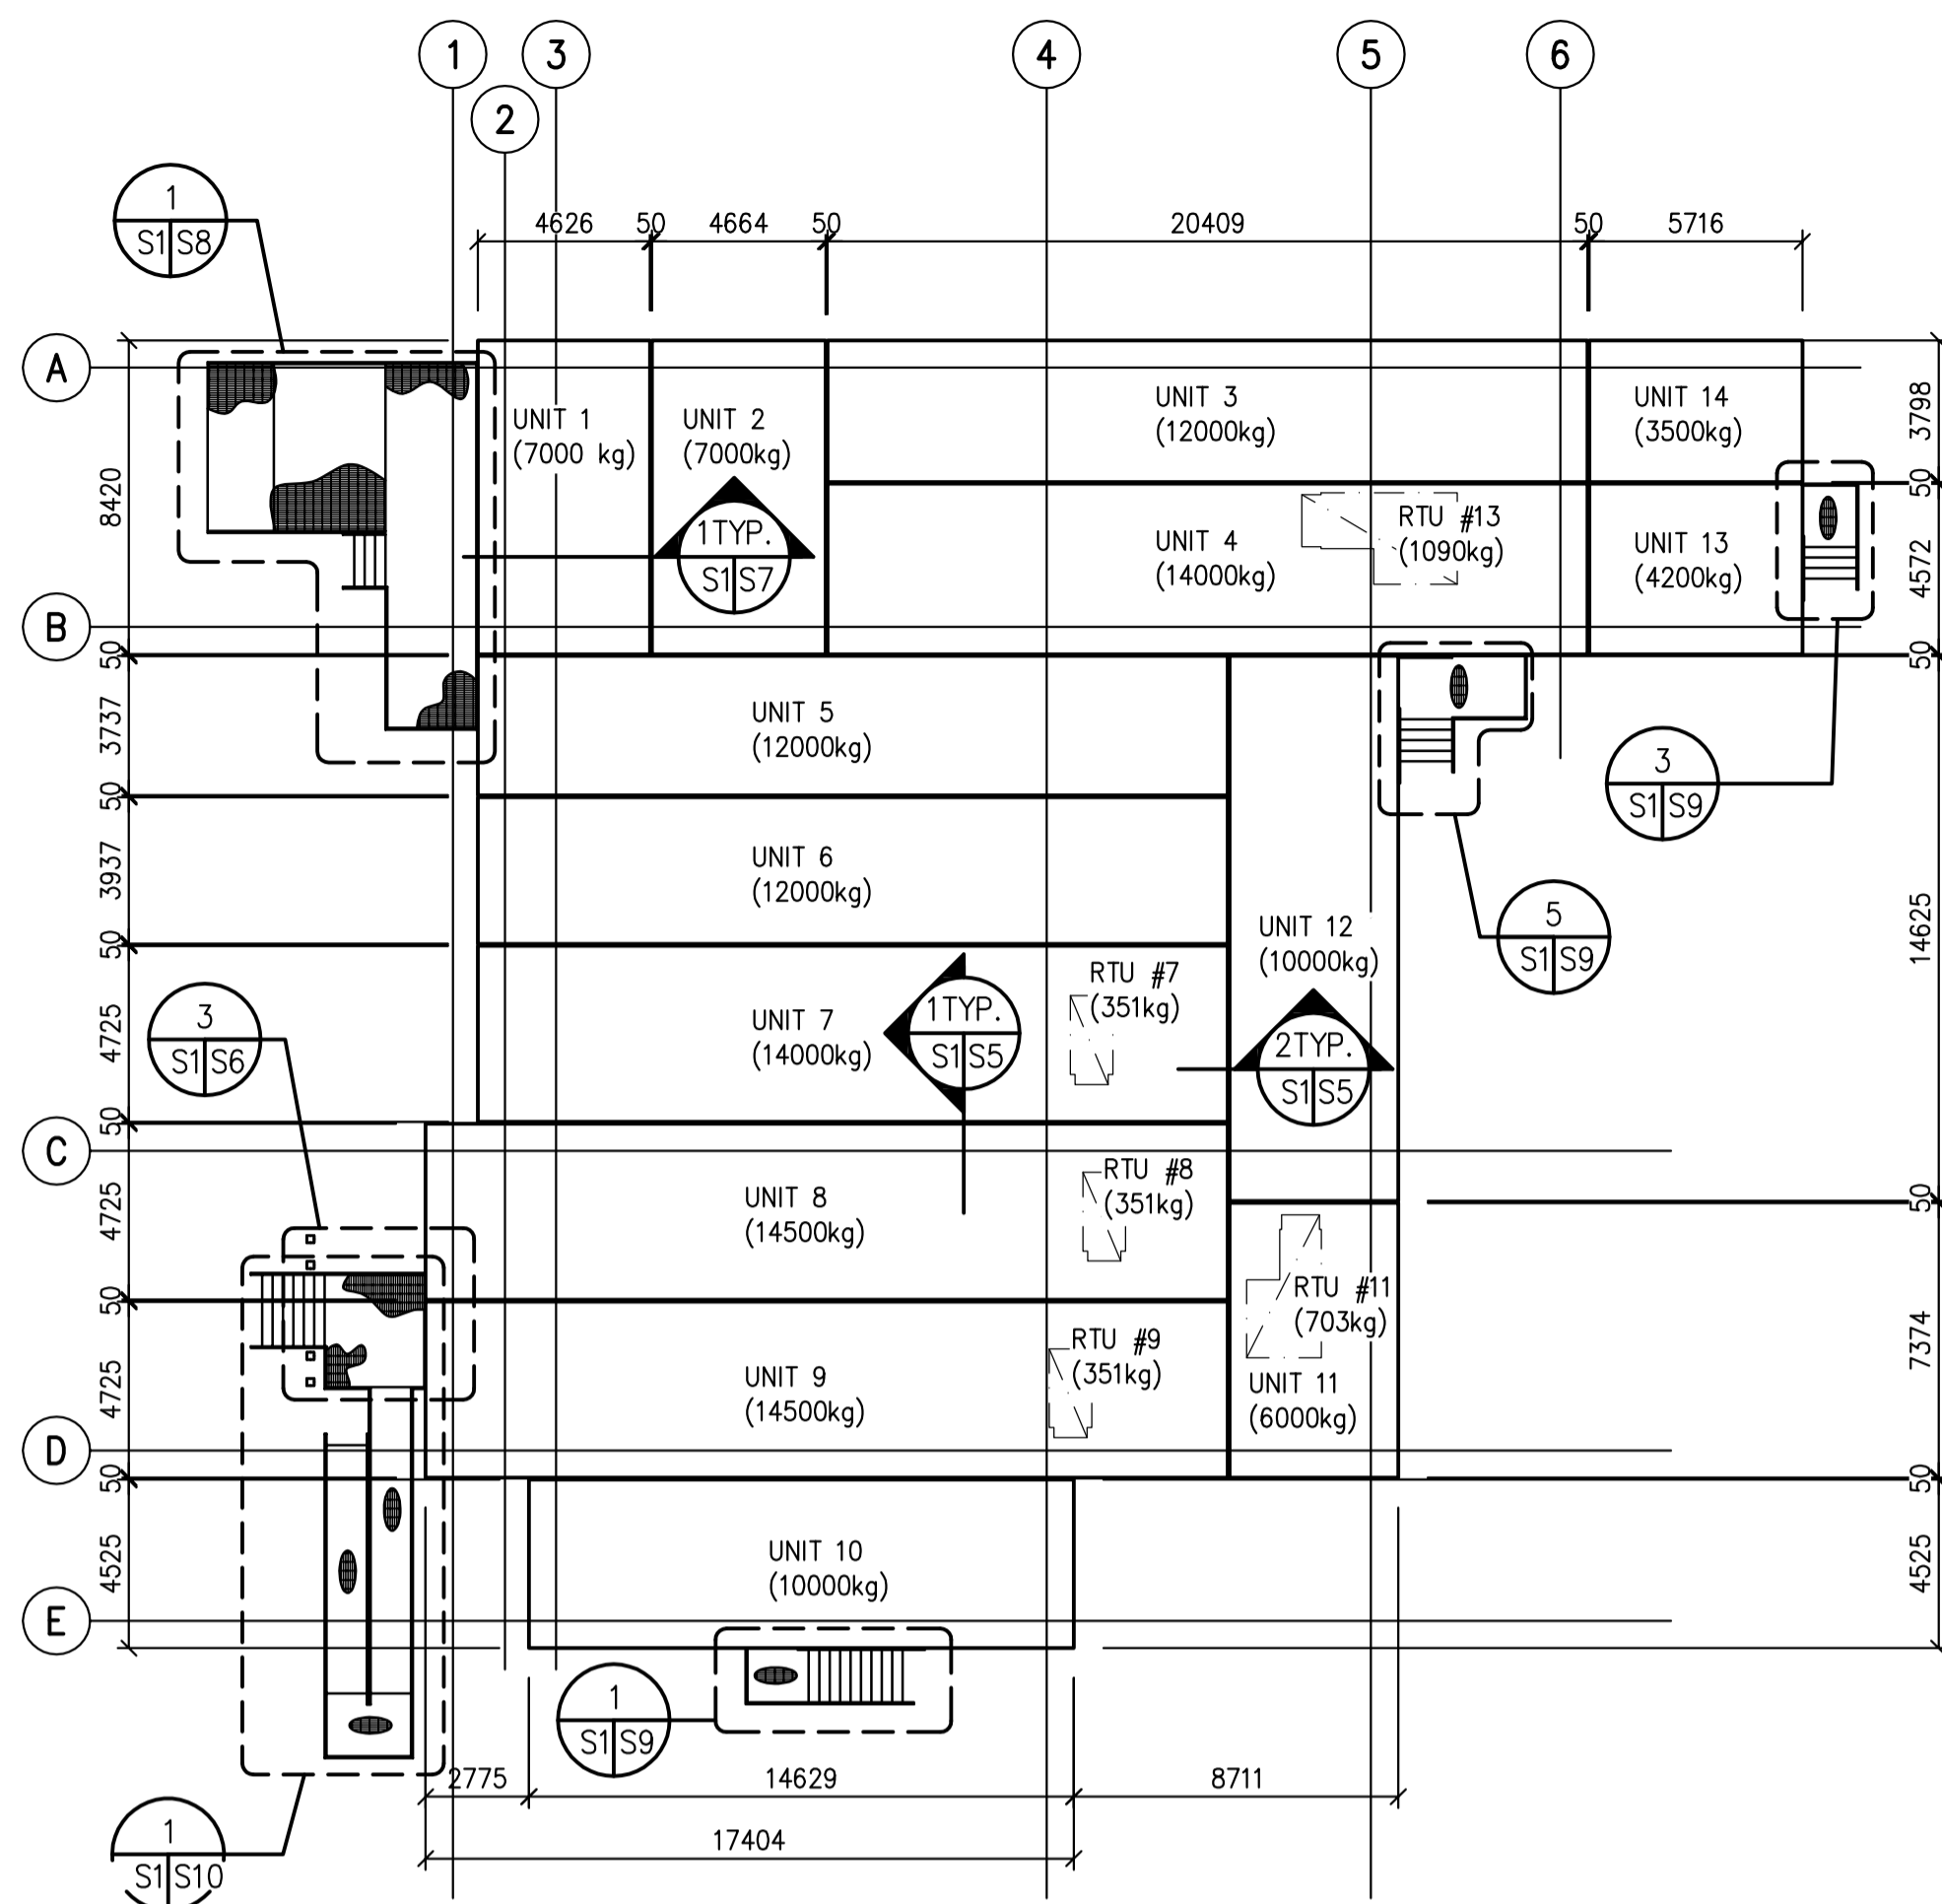 1
3
4
5
6
2
1
S1 S8
4626
50
4664
50
20409
50
5716
A
UNIT 1
(7000 kg)
UNIT 2
(7000kg)
UNIT 3
(12000kg)
UNIT 14
(3500kg)
3798
8420
1TYP.
S1 S7
UNIT 4
(14000kg)
RTU #13
(1090kg)
UNIT 13
(4200kg)
50
4572
B
50
50
3737
UNIT 5
(12000kg)
3
S1 S9
50
3937
UNIT 6
(12000kg)
5
S1 S9
14625
50
UNIT 12
(10000kg)
3
S1 S6
4725
UNIT 7
(14000kg)
1TYP.
S1 S5
RTU #7
(351kg)
2TYP.
S1 S5
50
C
4725
UNIT 8
(14500kg)
RTU #8
(351kg)
50
50
RTU #11
(703kg)
7374
4725
UNIT 9
(14500kg)
RTU #9
(351kg)
UNIT 11
(6000kg)
D
50
50
4525
UNIT 10
(10000kg)
4525
E
1
S1 S9
2775
14629
8711
1
S1 S10
17404